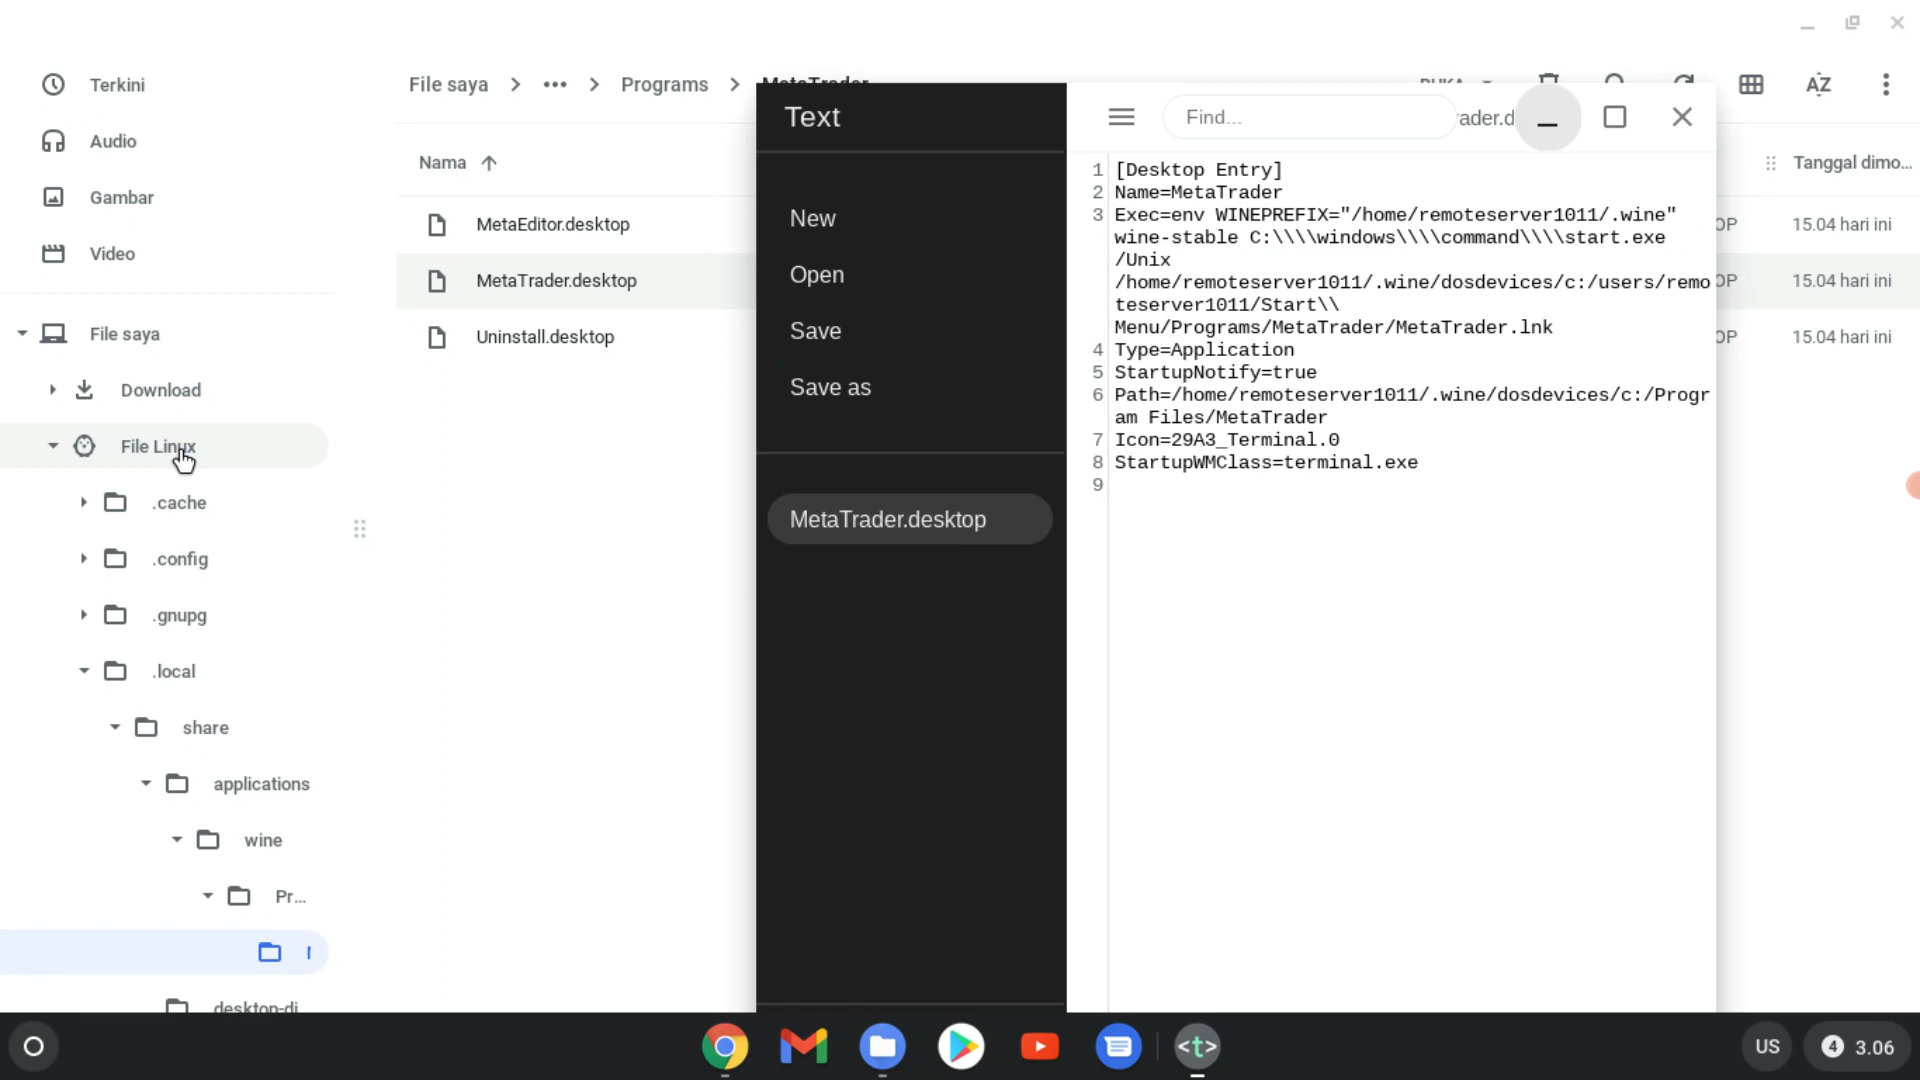 Terkini
Audio
Gambar
Video
File saya
Download
File Linux
.cache
.config
.gnupg
.local
share
applications
wine
Pr...
File saya > ••• > Programs > MetaTrader
Nama
MetaEditor.desktop
MetaTrader.desktop
Uninstall.desktop
AZ
Tanggal dimo...
OP 15.04 hari ini
OP 15.04 hari ini
OP 15.04 hari ini
Text
New
Open
Save
Save as
MetaTrader.desktop
Find...
rader.d
1 [Desktop Entry]
2 Name=MetaTrader
3 Exec=env WINEPREFIX="/home/remoteserver1011/.wine"
wine-stable C:\\\\windows\\\\command\\\\start.exe
/Unix
/home/remoteserver1011/.wine/dosdevices/c:/users/remo
teserver1011/Start\\
Menu/Programs/MetaTrader/MetaTrader.lnk
4 Type=Application
5 StartupNotify=true
6 Path=/home/remoteserver1011/.wine/dosdevices/c:/Progr
am Files/MetaTrader
7 Icon=29A3_Terminal.0
8 StartupWMClass=terminal.exe
9
<t>
US
4 3.06